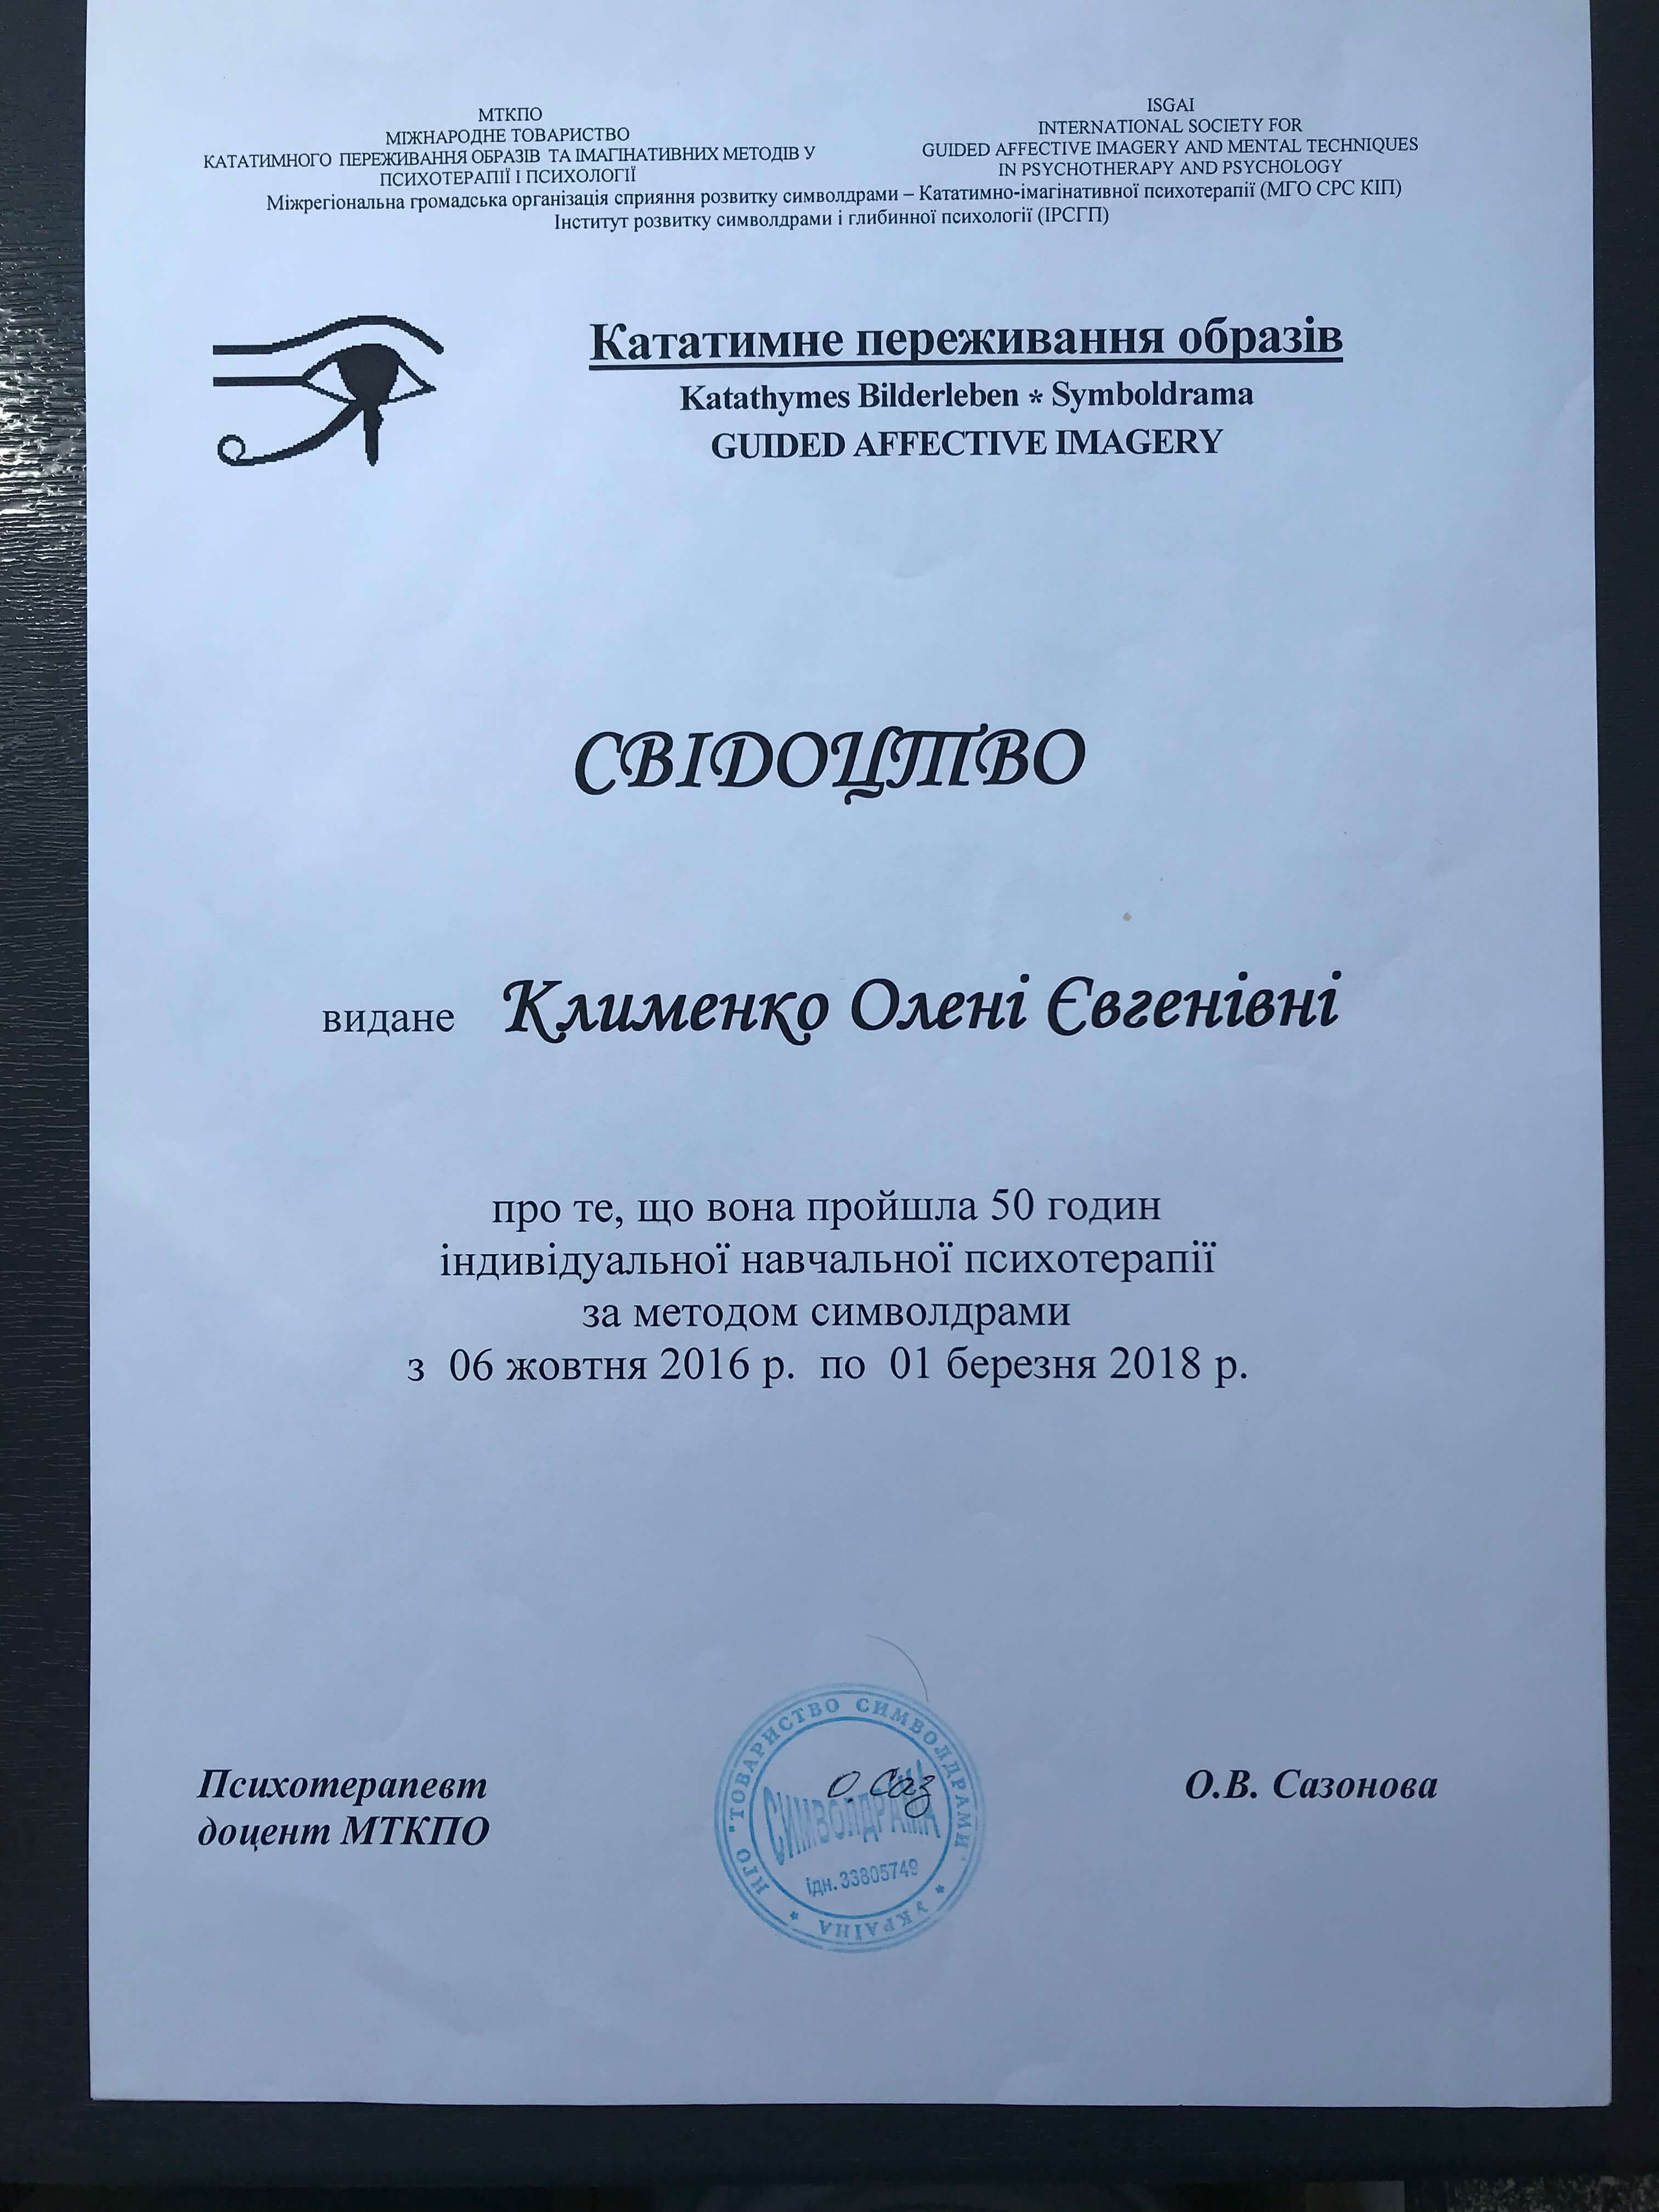 МТКПО
МІЖНАРОДНЕ ТОВАРИСТВО
КАТАТИМНОГО ПЕРЕЖИВАННЯ ОБРАЗІВ ТА ІМАГІНАТИВНИХ МЕТОДІВ У
ПСИХОТЕРАПІЇ І ПСИХОЛОГІЇ
ISGAI
INTERNATIONAL SOCIETY FOR
GUIDED AFFECTIVE IMAGERY AND MENTAL TECHNIQUES
IN PSYCHOTHERAPY AND PSYCHOLOGY
Міжрегіональна громадська організація сприяння розвитку символдрами – Кататимно-імагінативної психотерапії (МГО СРС КІП)
Інститут розвитку символдрами і глибинної психології (ІРСГП)
Кататимне переживання образів
Katathymes Bilderleben * Symboldrama
GUIDED AFFECTIVE IMAGERY
СВІДОЦТВО
видане Клименко Олені Євгенівні
про те, що вона пройшла 50 годин
індивідуальної навчальної психотерапії
за методом символдрами
з 06 жовтня 2016 р. по 01 березня 2018 р.
Психотерапевт
доцент МТКПО
НГО "ТОВАРИСТВО СИМВОЛДРАМИ"
О. Саз
СИМВОЛДРАМА
Ідн. 33805749
* УКРАЇНА *
О.В. Сазонова